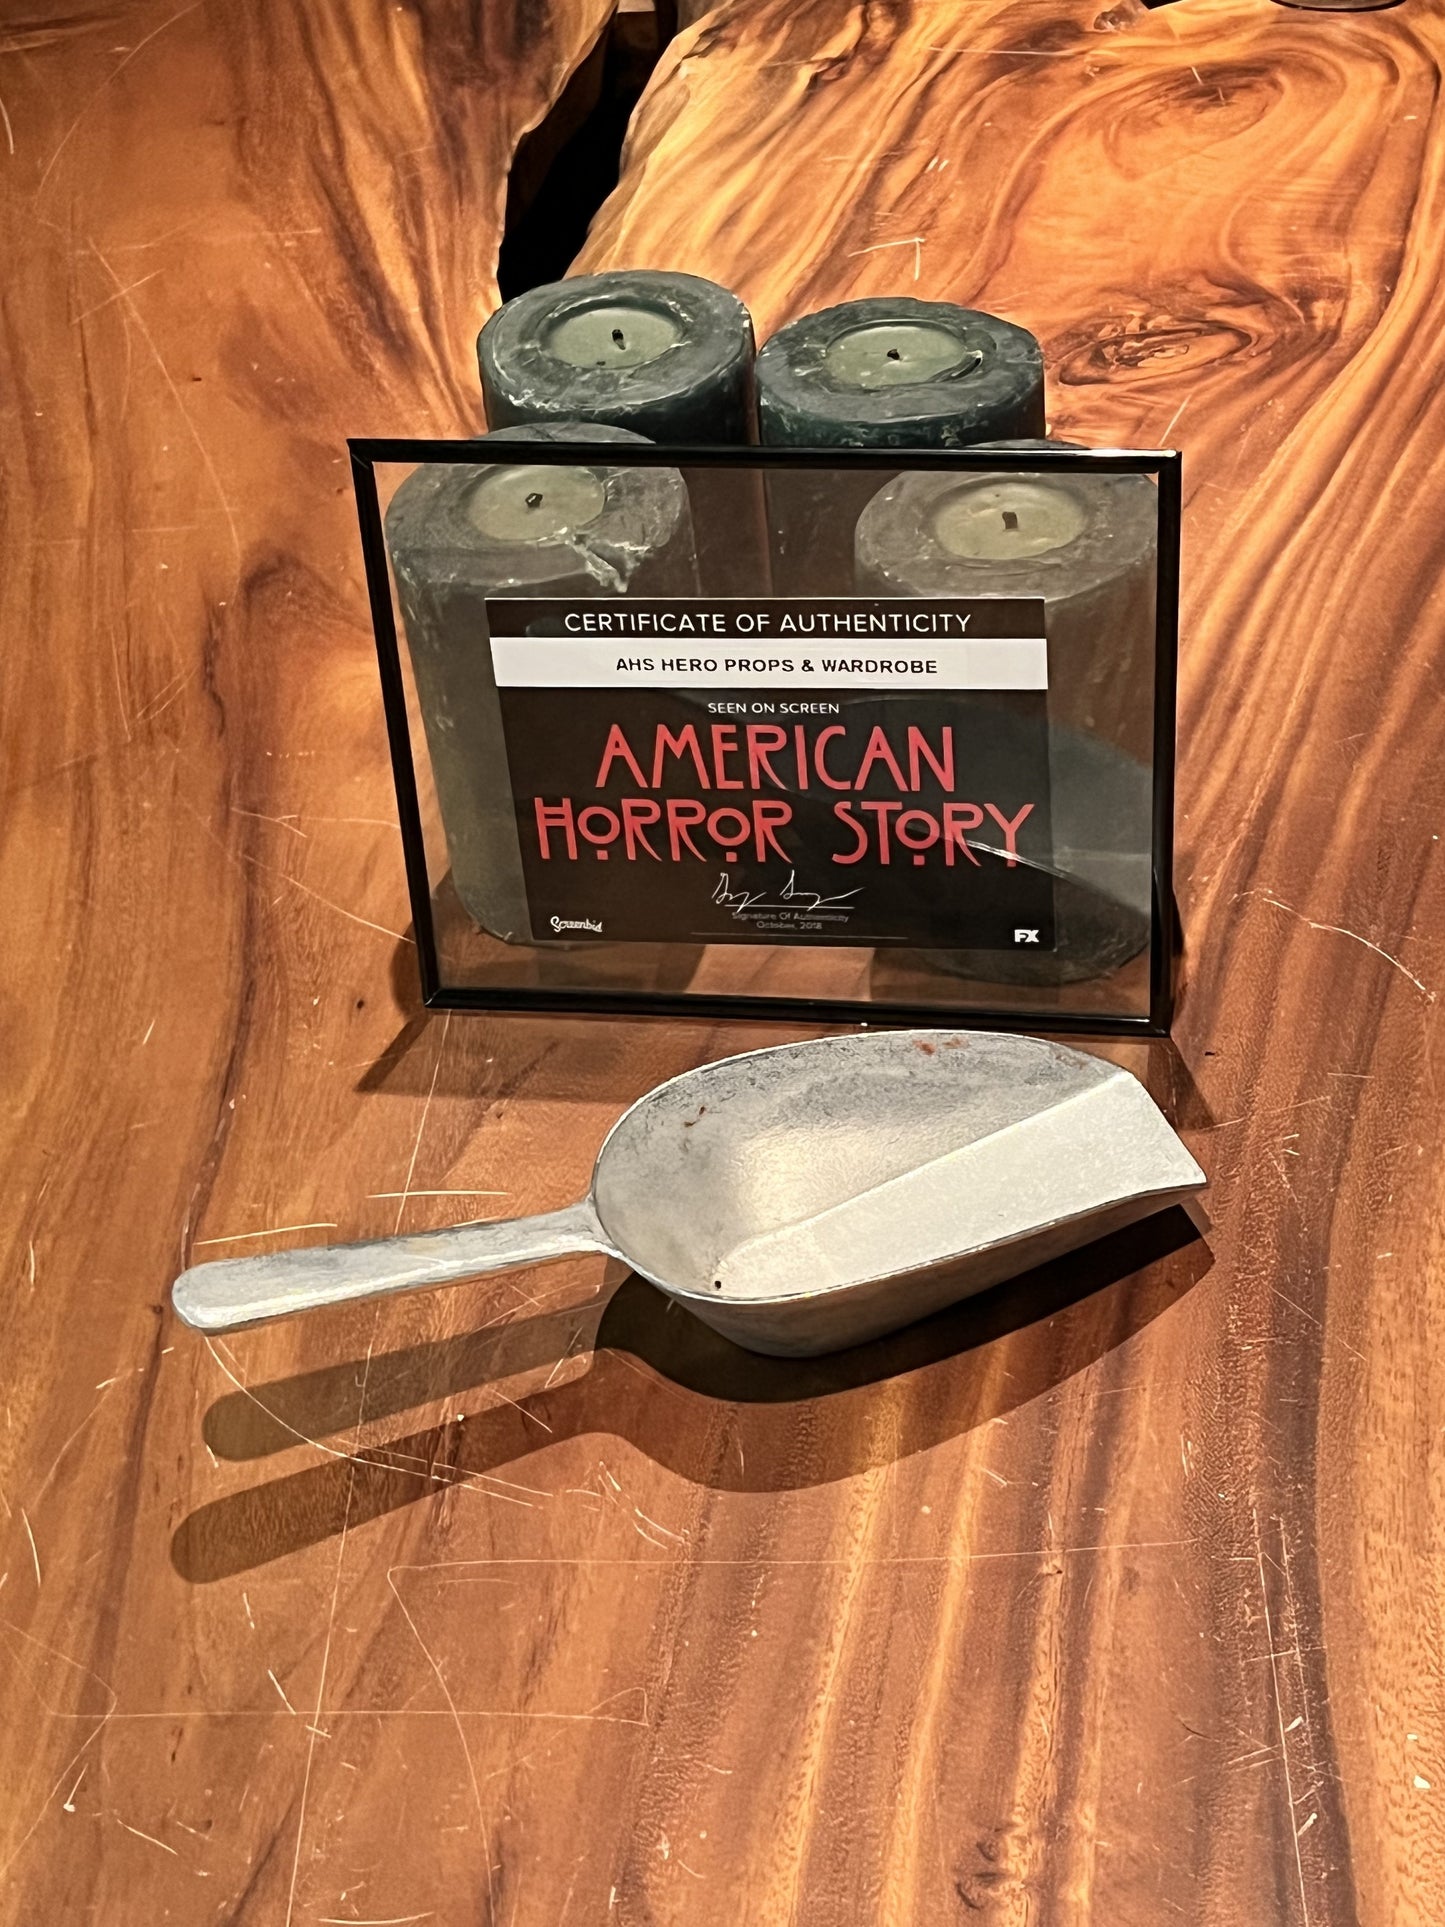 CERTIFICATE OF AUTHENTICITY
AHS HERO PROPS & WARDROBE
SEEN ON SCREEN
AMERICAN
HORROR STORY
Signature Of Authenticity
October, 2018
Screenbid
FX